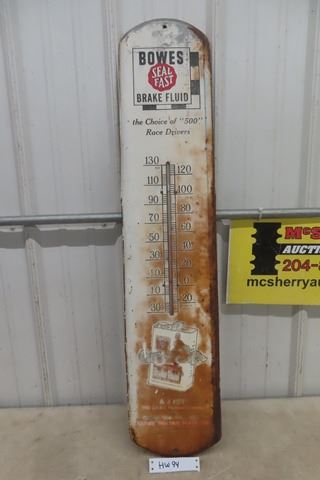 BOWES
SEAL
FAST
BRAKE FLUID
the Choice of "500"
Race Drivers
130
120
110
100
90
80
70
60
50
40
30
20
10
0
10
20
30
McS
AUCTI
204-
mcsherryau
HW94